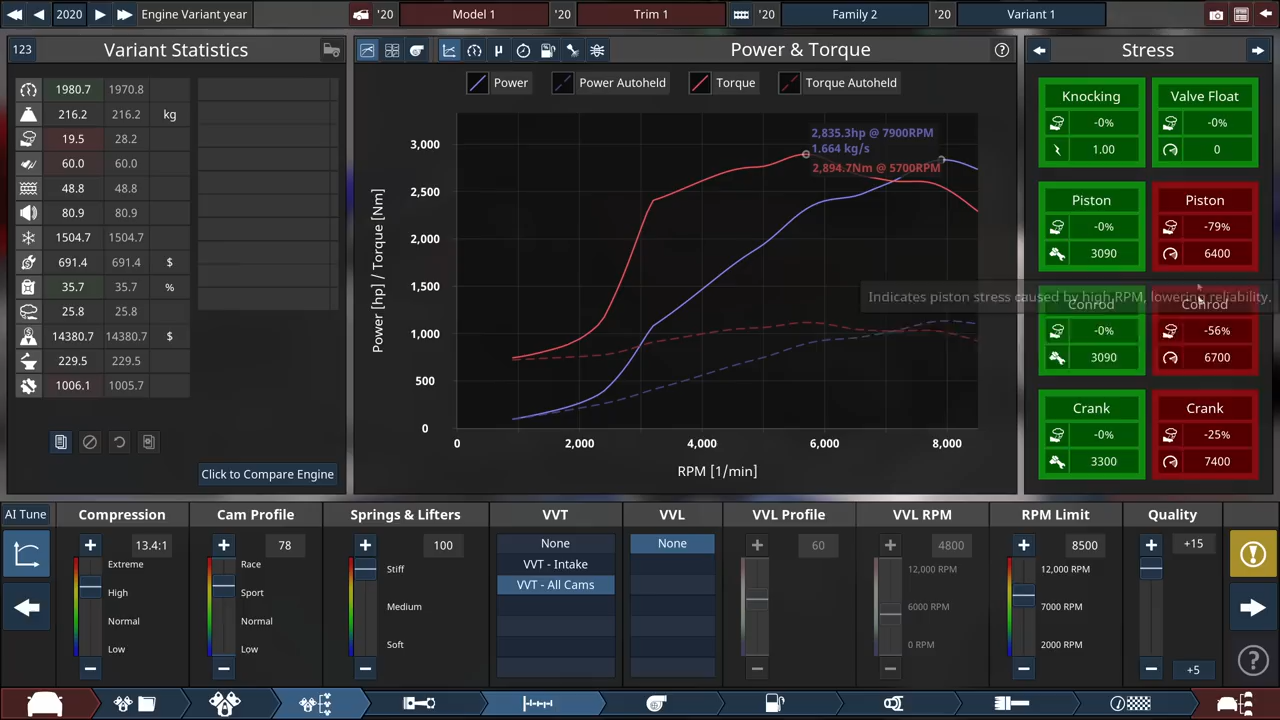 2020 Engine Variant year '20 Model 1 '20 Trim 1 '20 Family 2 '20 Variant 1
123 Variant Statistics
1980.7 1970.8
216.2 216.2 kg
19.5 28.2
60.0 60.0
48.8 48.8
80.9 80.9
1504.7 1504.7
691.4 691.4 $
35.7 35.7 %
25.8 25.8
14380.7 14380.7 $
229.5 229.5
1006.1 1005.7
Click to Compare Engine
Power & Torque ?
Power Power Autoheld Torque Torque Autoheld
Power [hp] / Torque [Nm]
3,000
2,500
2,000
1,500
1,000
500
0
2,835.3hp @ 7900RPM
1.664 kg/s
2,894.7Nm @ 5700RPM
0 2,000 4,000 6,000 8,000
RPM [1/min]
Stress
Knocking Valve Float
-0% -0%
1.00 0
Piston Piston
-0% -79%
3090 6400
Indicates piston stress caused by high RPM, lowering reliability.
Conrod Conrod
-0% -56%
3090 6700
Crank Crank
-0% -25%
3300 7400
AI Tune
Compression
+ 13.4:1
Extreme
High
Normal
Low
Cam Profile
+ 78
Race
Sport
Normal
Low
Springs & Lifters
+ 100
Stiff
Medium
Soft
VVT
None
VVT - Intake
VVT - All Cams
VVL
None
VVL Profile
+ 60
VVL RPM
+ 4800
12,000 RPM
6000 RPM
0 RPM
RPM Limit
+ 8500
12,000 RPM
7000 RPM
2000 RPM
Quality
+ +15
+5
?